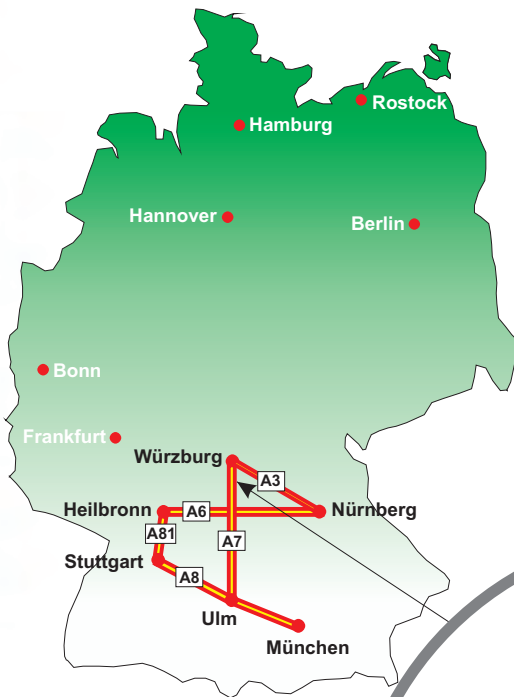 Rostock
Hamburg
Hannover
Berlin
Bonn
Frankfurt
Würzburg
A3
Heilbronn
A6
Nürnberg
A81
A7
Stuttgart
A8
Ulm
München